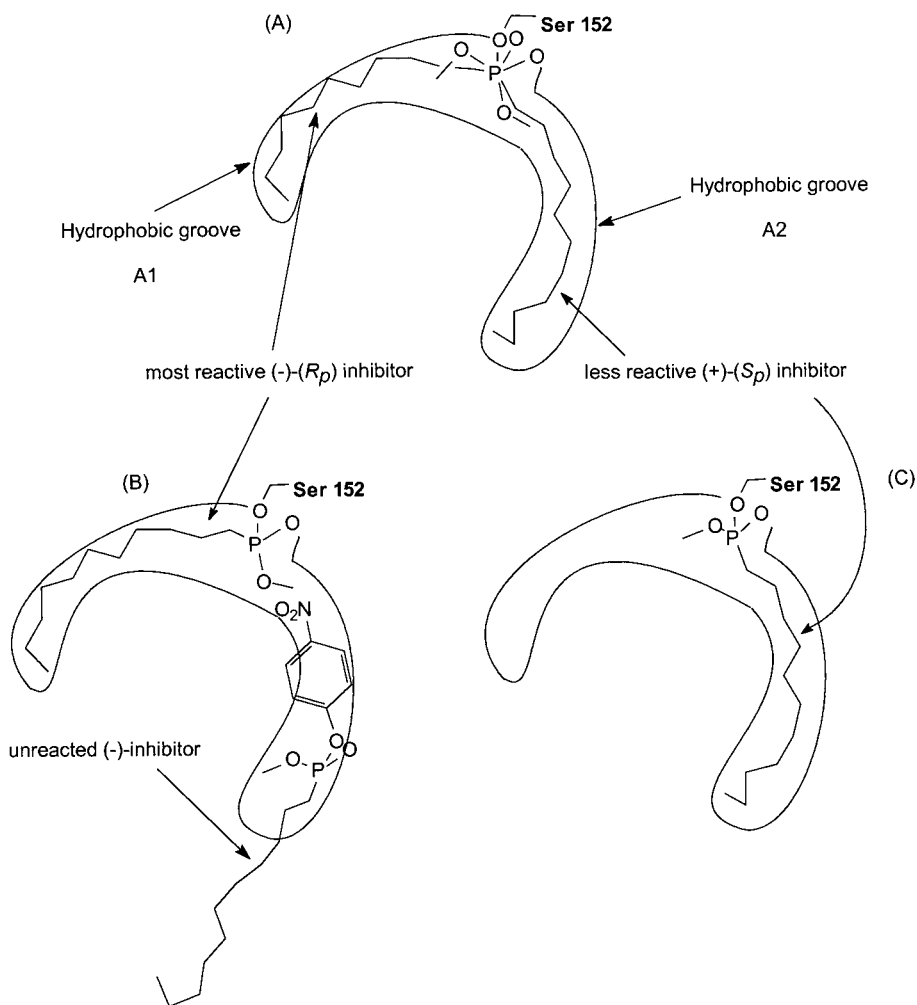 (A)
Ser 152
O
O
O
P
O
O
Hydrophobic groove
A1
Hydrophobic groove
A2
most reactive (-)-(Rp) inhibitor
less reactive (+)-(Sp) inhibitor
(B)
Ser 152
O
O
P
O
O2N
O
O
O
P
unreacted (-)-inhibitor
(C)
Ser 152
O
O
O
P